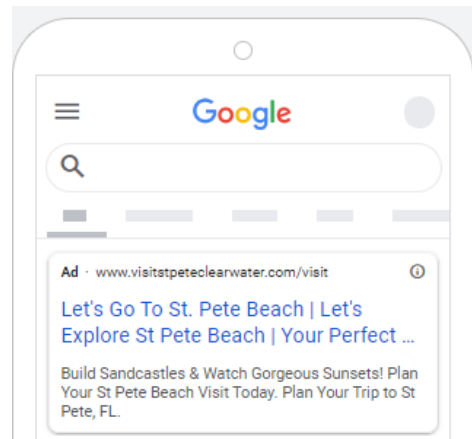 Google
Ad · www.visitstpeteclearwater.com/visit
Let's Go To St. Pete Beach | Let's
Explore St Pete Beach | Your Perfect ...
Build Sandcastles & Watch Gorgeous Sunsets! Plan
Your St Pete Beach Visit Today. Plan Your Trip to St
Pete, FL.